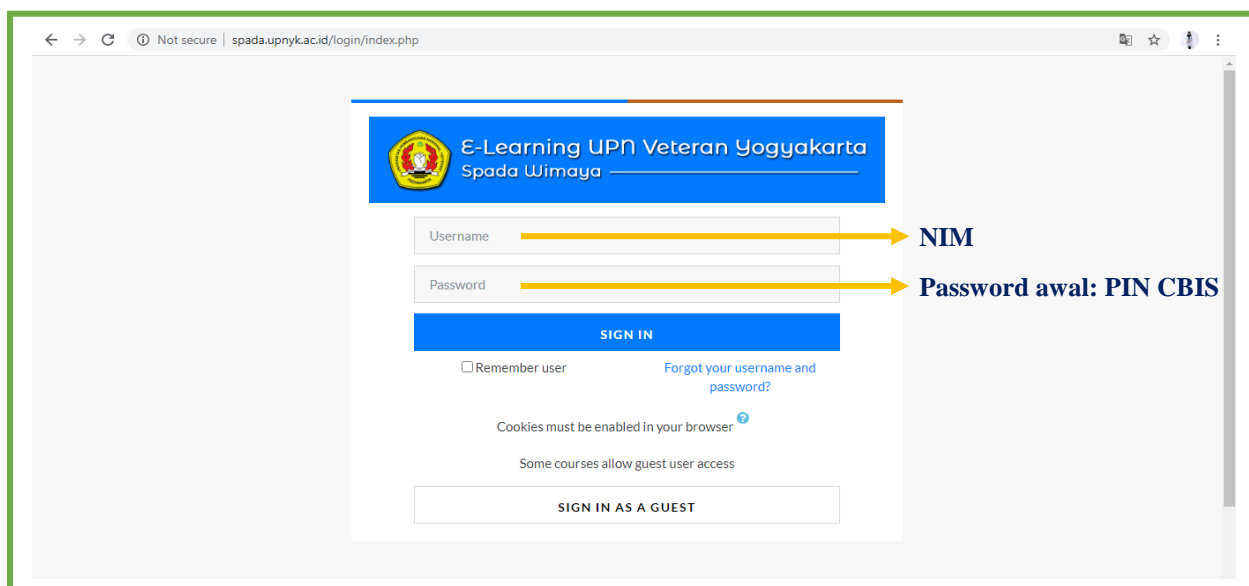 Not secure | spada.upnyk.ac.id/login/index.php
E-Learning UPN Veteran Yogyakarta
Spada Wimaya
Username
NIM
Password
Password awal: PIN CBIS
SIGN IN
Remember user
Forgot your username and
password?
Cookies must be enabled in your browser
Some courses allow guest user access
SIGN IN AS A GUEST